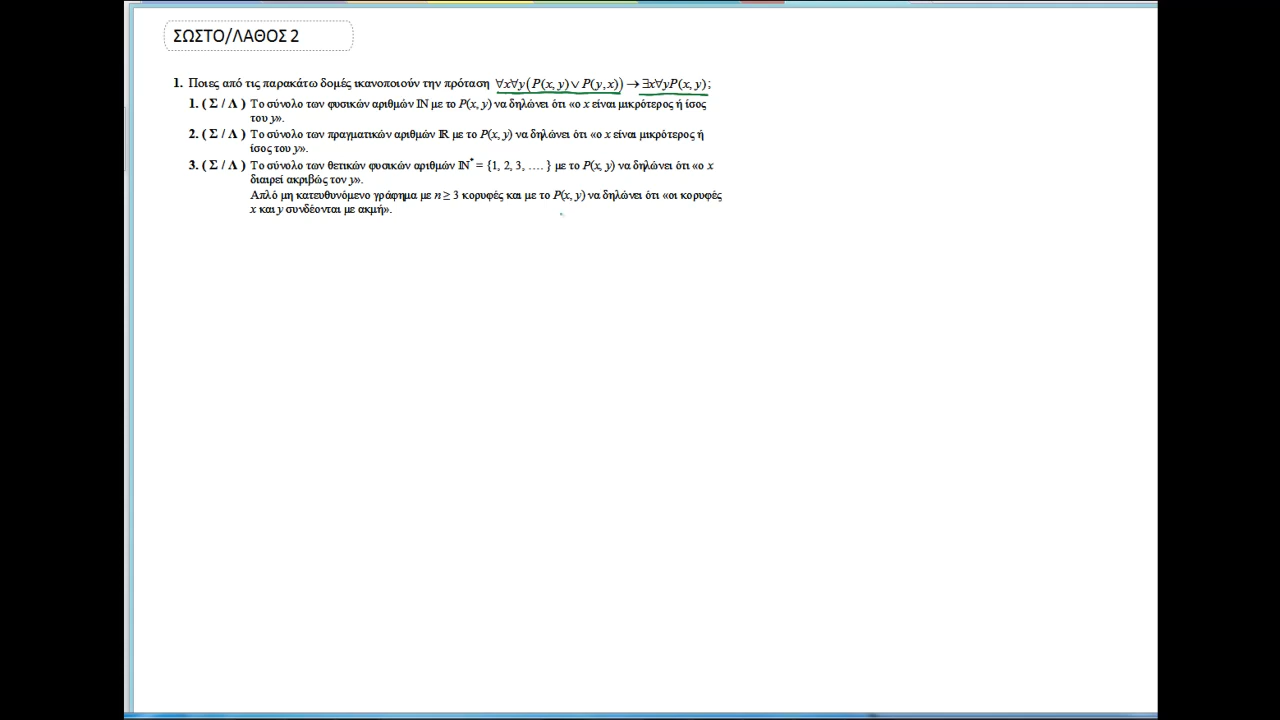 ΣΩΣΤΟ/ΛΑΘΟΣ 2
1. Ποιες από τις παρακάτω δομές ικανοποιούν την πρόταση ∀x∀y(P(x, y)∨P(y,x))→∃x∀yP(x, y);
1. ( Σ / Λ ) Το σύνολο των φυσικών αριθμών ΙΝ με το P(x, y) να δηλώνει ότι «ο x είναι μικρότερος ή ίσος
του y».
2. ( Σ / Λ ) Το σύνολο των πραγματικών αριθμών ΙR με το P(x, y) να δηλώνει ότι «ο x είναι μικρότερος ή
ίσος του y».
3. ( Σ / Λ ) Το σύνολο των θετικών φυσικών αριθμών ΙΝ* = {1, 2, 3, …. } με το P(x, y) να δηλώνει ότι «ο x
διαιρεί ακριβώς τον y».
Απλό μη κατευθυνόμενο γράφημα με n ≥ 3 κορυφές και με το P(x, y) να δηλώνει ότι «οι κορυφές
x και y συνδέονται με ακμή».